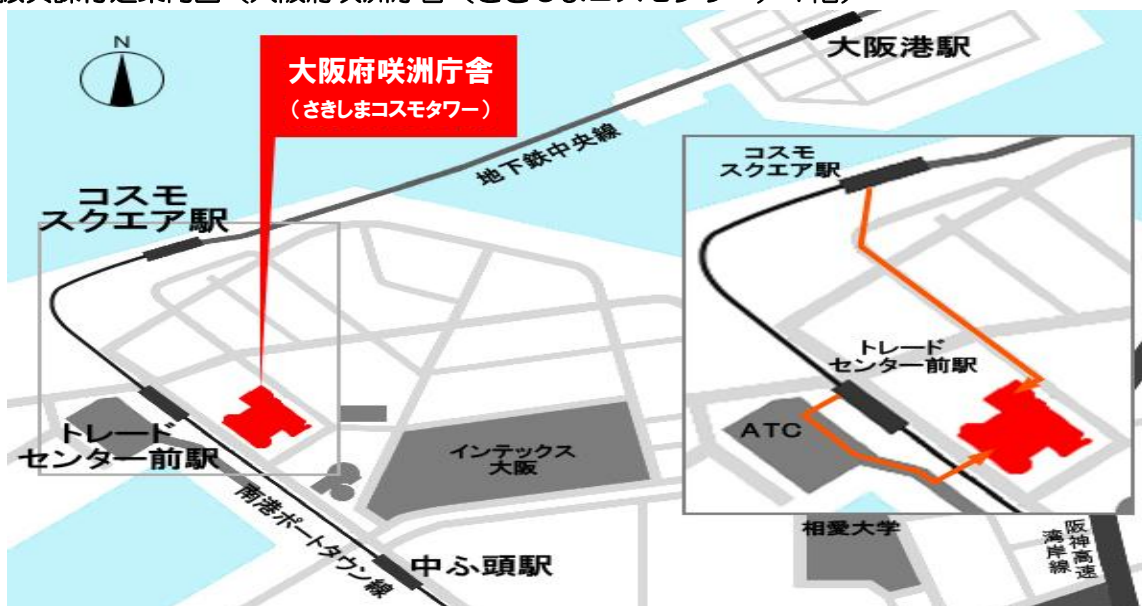 N
大阪府咲洲庁舎
（さきしまコスモタワー）
大阪港駅
地下鉄中央線
コスモ
スクエア駅
コスモ
スクエア駅
トレード
センター前駅
ATC
トレード
センター前駅
インテックス
大阪
南港ポートタウン線
中ふ頭駅
相愛大学
阪神高速
湾岸線